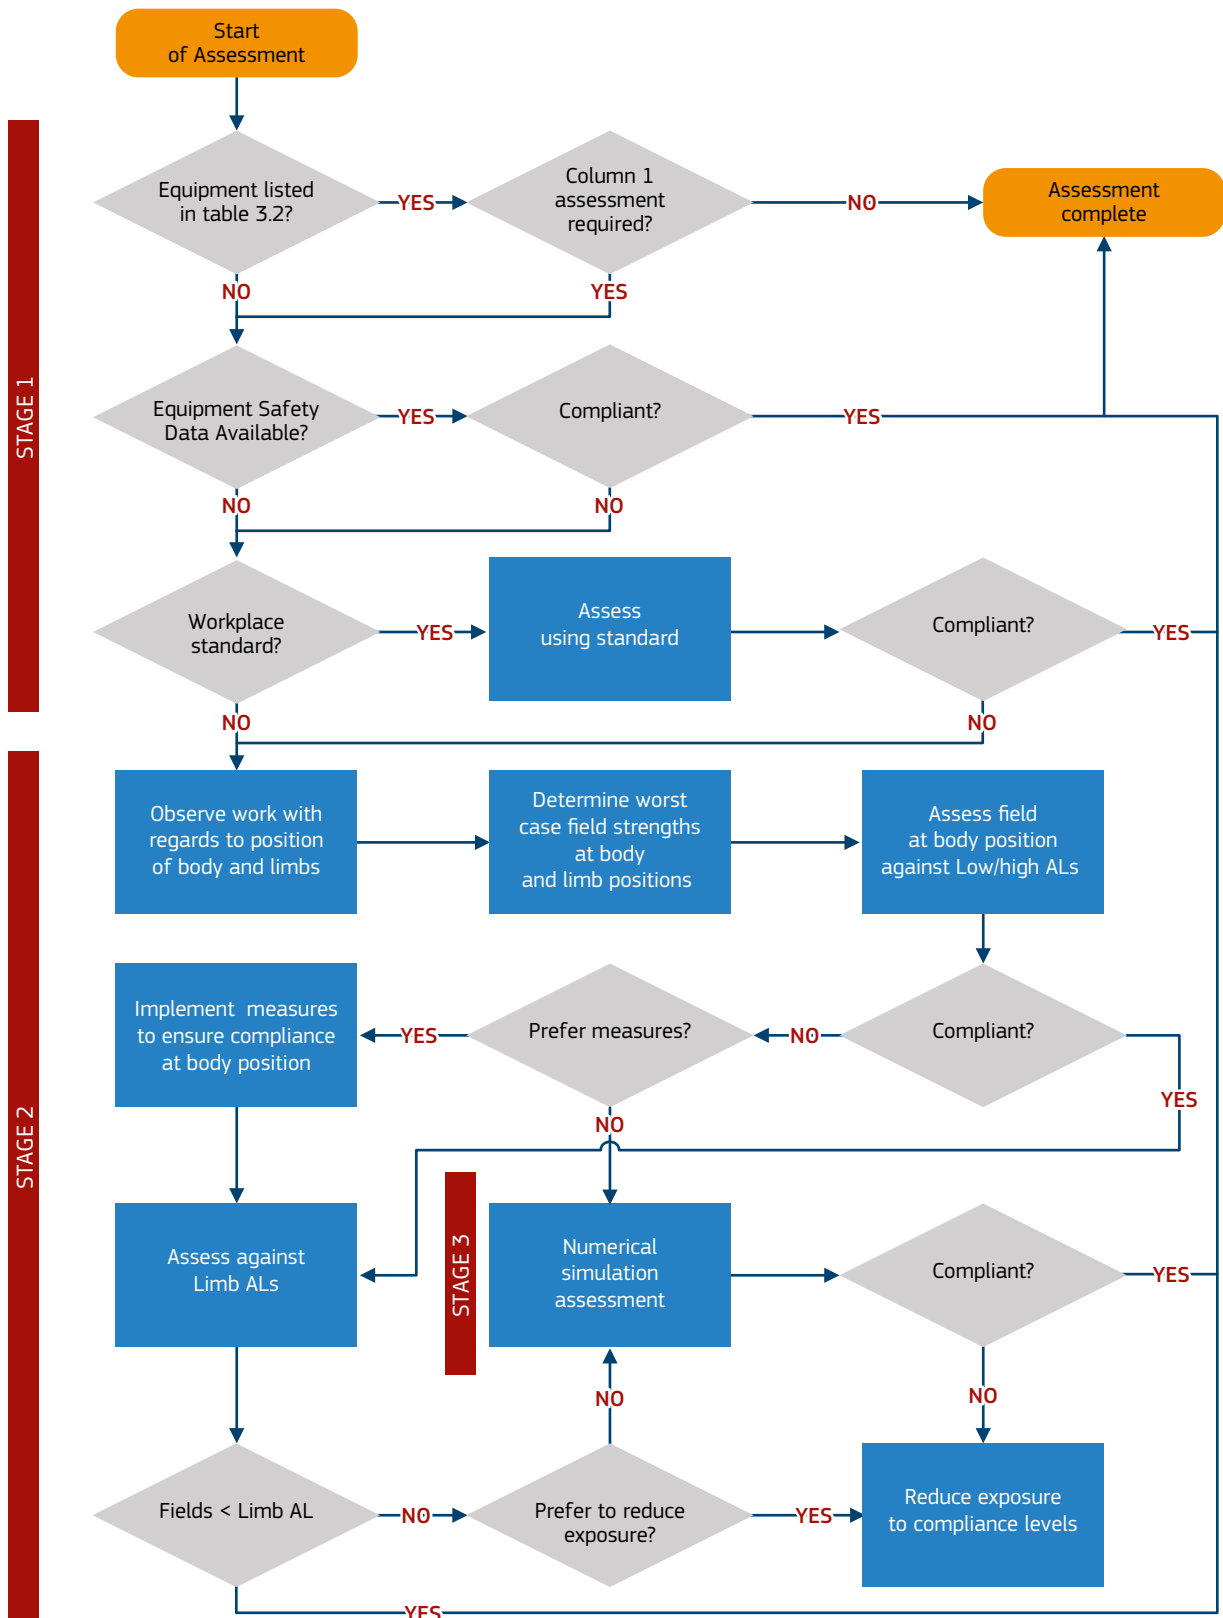 Start
of Assessment
STAGE 1
Equipment listed
in table 3.2?
YES
Column 1
assessment
required?
NO
Assessment
complete
NO
YES
Equipment Safety
Data Available?
YES
Compliant?
YES
NO
NO
Workplace
standard?
YES
Assess
using standard
Compliant?
YES
NO
NO
STAGE 2
Observe work with
regards to position
of body and limbs
Determine worst
case field strengths
at body
and limb positions
Assess field
at body position
against Low/high ALs
Implement measures
to ensure compliance
at body position
YES
Prefer measures?
NO
Compliant?
YES
NO
Assess against
Limb ALs
STAGE 3
Numerical
simulation
assessment
Compliant?
YES
NO
NO
Fields < Limb AL
NO
Prefer to reduce
exposure?
YES
Reduce exposure
to compliance levels
YES